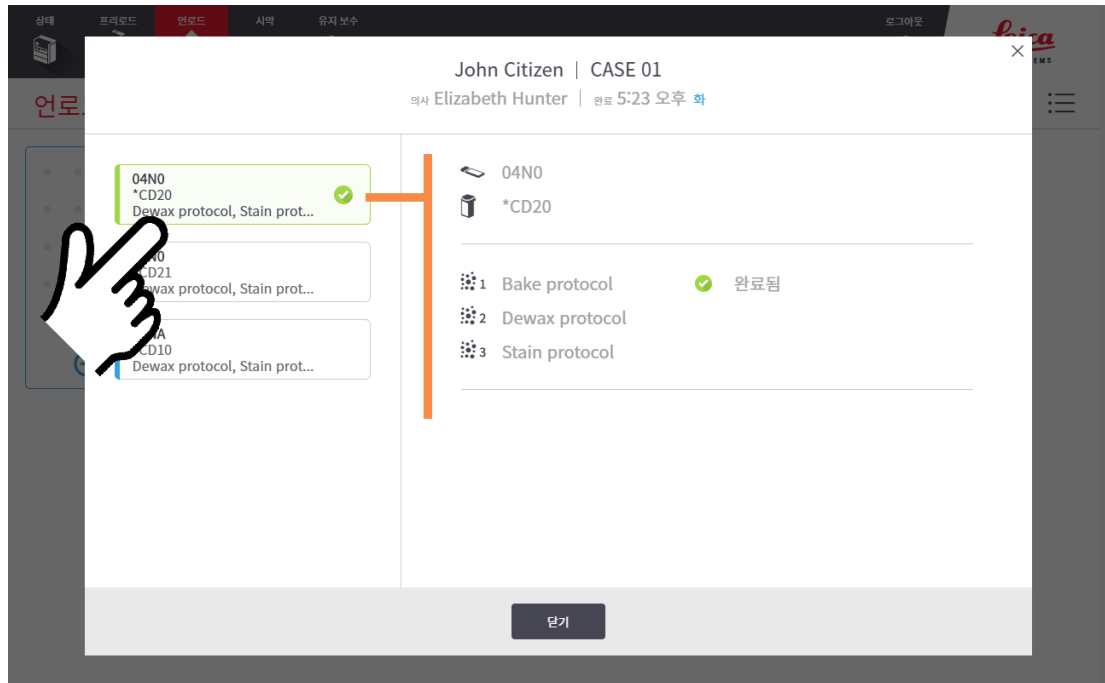 상태 프리로드 언로드 시약 유지 보수 로그아웃
Leica
EMS
John Citizen | CASE 01
의사 Elizabeth Hunter | 완료 5:23 오후 화
언로
04N0
*CD20
Dewax protocol, Stain prot...
CD21
wax protocol, Stain prot...
CD10
Dewax protocol, Stain prot...
04N0
*CD20
1 Bake protocol 완료됨
2 Dewax protocol
3 Stain protocol
닫기